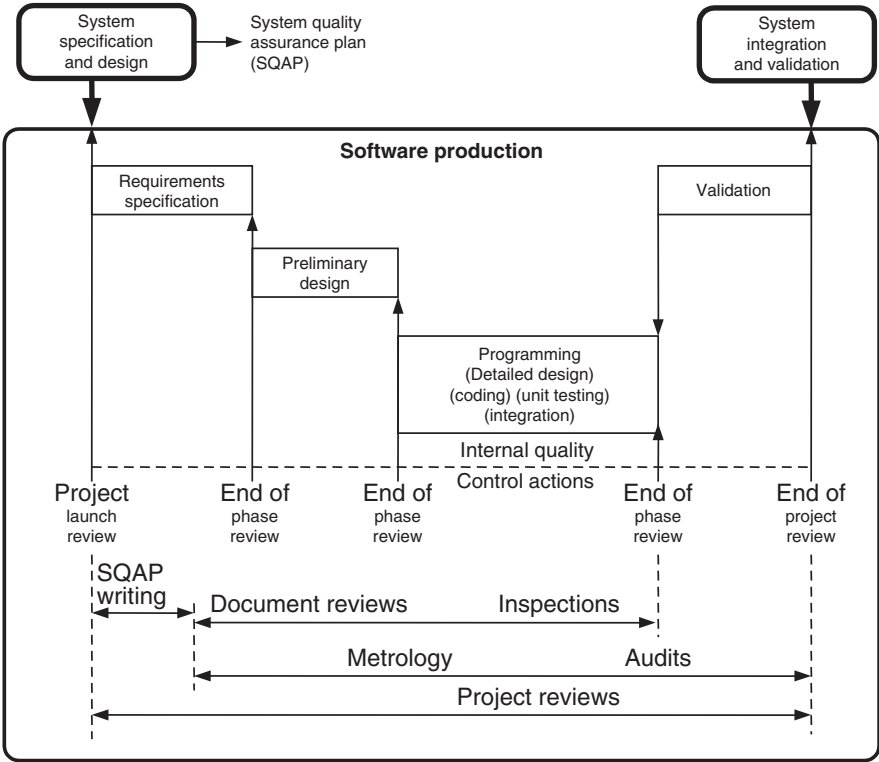 System
specification
and design
System quality
assurance plan
(SQAP)
System
integration
and validation
Software production
Requirements
specification
Validation
Preliminary
design
Programming
(Detailed design)
(coding) (unit testing)
(integration)
Internal quality
Control actions
Project
launch
review
End of
phase
review
End of
phase
review
End of
phase
review
End of
project
review
SQAP
writing
Document reviews
Inspections
Metrology
Audits
Project reviews